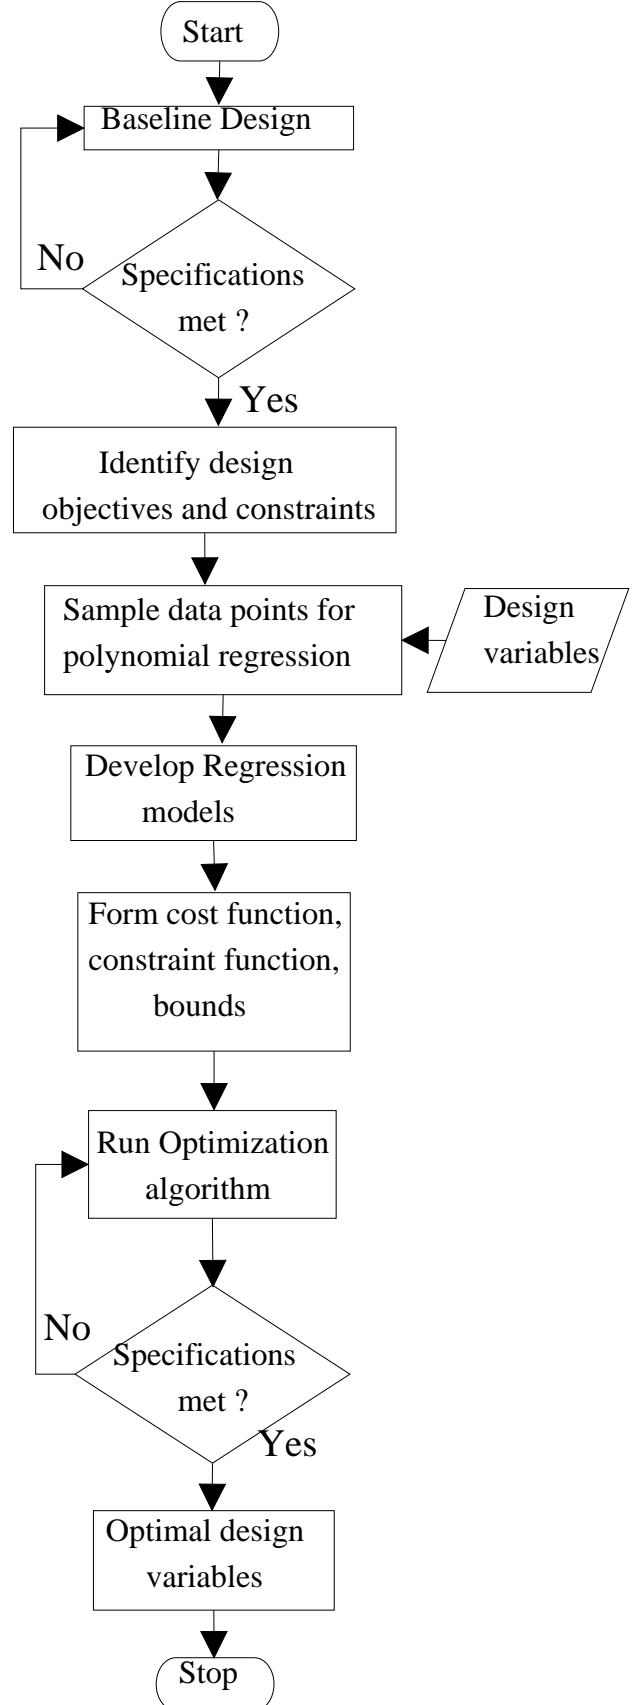 Start
Baseline Design
No
Specifications
met ?
Yes
Identify design
objectives and constraints
Sample data points for
polynomial regression
Design
variables
Develop Regression
models
Form cost function,
constraint function,
bounds
Run Optimization
algorithm
No
Specifications
met ?
Yes
Optimal design
variables
Stop